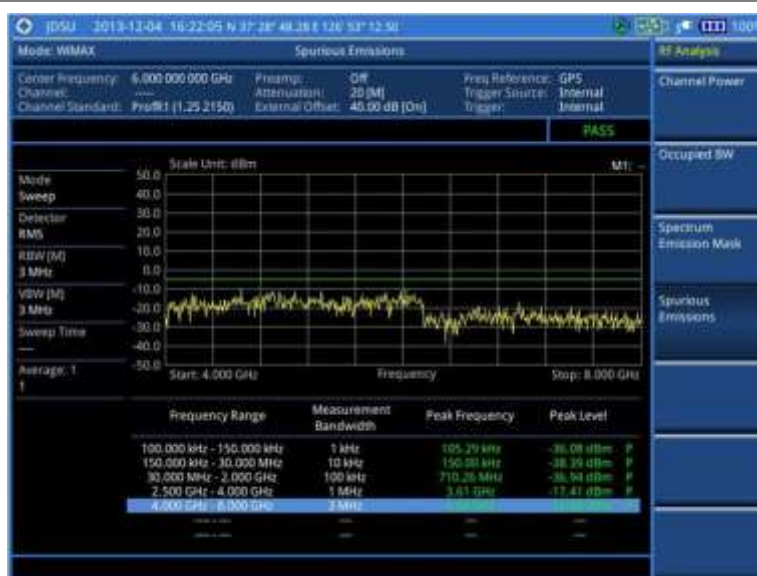 JDSU 2013-12-04 16:22:05 N 37° 28' 48.28 E 126° 53' 12.50 100%
Mode: WiMAX Spurious Emissions RF Analysis
Center Frequency: 6.000 000 000 GHz Preamp: Off Freq Reference: GPS
Channel: ---- Attenuation: 20 [M] Trigger Source: Internal
Channel Standard: External Offset: 40.00 dB [On] Trigger: Internal
Channel Power
PASS
Occupied BW
Scale Unit: dBm M1: --
Mode
Sweep
Detector
RMS
RBW [M]
3 MHz
VBW [M]
3 MHz
Sweep Time
---
Average: 1
1
50.0
40.0
30.0
20.0
10.0
0.0
-10.0
-20.0
-30.0
-40.0
-50.0
Start: 4.000 GHz Frequency Stop: 8.000 GHz
Spectrum
Emission Mask
Spurious
Emissions
Frequency Range Measurement Bandwidth Peak Frequency Peak Level
100.000 kHz - 150.000 kHz 1 kHz 105.29 kHz -36.08 dBm P
150.000 kHz - 30.000 MHz 10 kHz 150.00 kHz -38.39 dBm P
30.000 MHz - 2.000 GHz 100 kHz 710.26 MHz -36.94 dBm P
2.500 GHz - 4.000 GHz 1 MHz 3.61 GHz -17.41 dBm P
4.000 GHz - 8.000 GHz 3 MHz
---- - --- --- --- ---
---- - --- --- --- ---